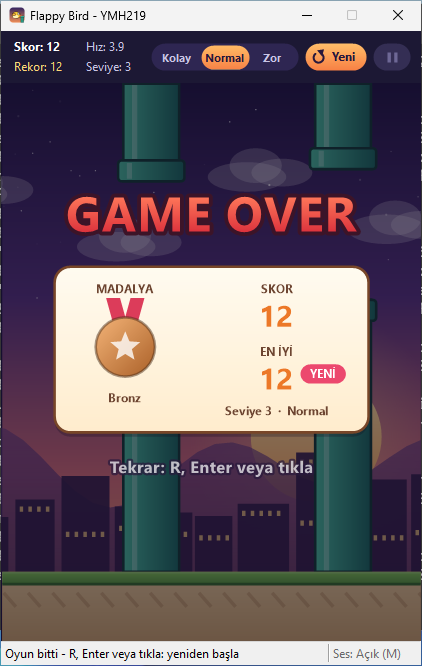 Flappy Bird - YMH219
Skor: 12 Hız: 3.9
Rekor: 12 Seviye: 3
Kolay Normal Zor Yeni
GAME OVER
MADALYA
Bronz
SKOR
12
EN İYİ
12 YENİ
Seviye 3 · Normal
Tekrar: R, Enter veya tıkla
Oyun bitti - R, Enter veya tıkla: yeniden başla
Ses: Açık (M)